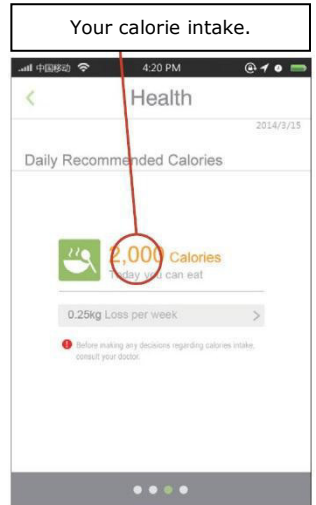 Your calorie intake.
中国移动 4:20 PM
Health
2014/3/15
Daily Recommended Calories
2,000 Calories
Today you can eat
0.25kg Loss per week
Before making any decisions regarding calories intake,
consult your doctor.